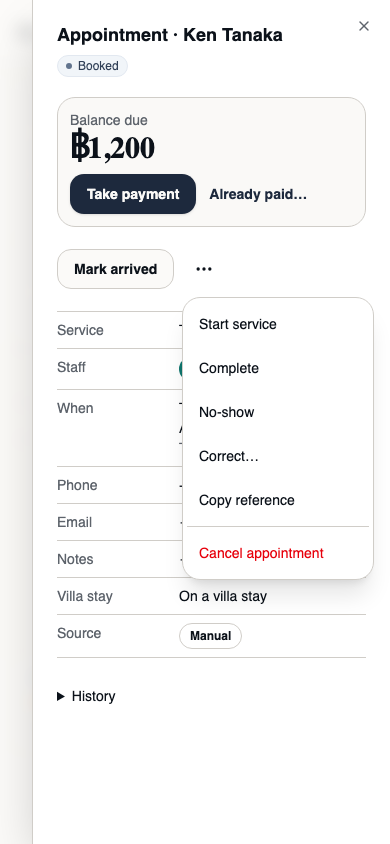 Appointment · Ken Tanaka
Booked
Balance due
฿1,200
Take payment
Already paid…
Mark arrived
Service
Start service
Staff
Complete
When
No-show
Correct…
Phone
Copy reference
Email
Notes
Cancel appointment
Villa stay
On a villa stay
Source
Manual
History